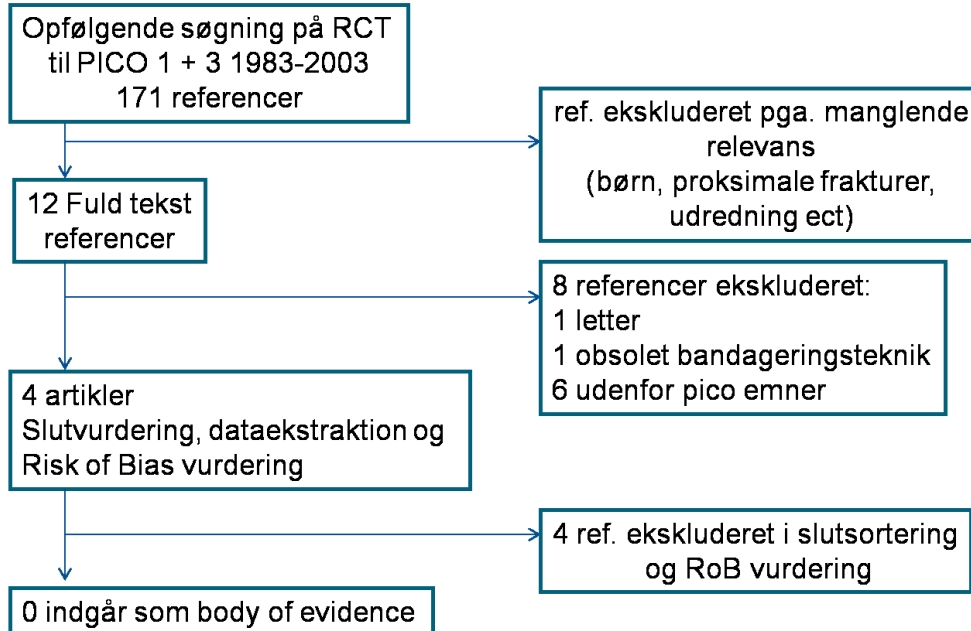 Opfølgende søgning på RCT
til PICO 1 + 3 1983-2003
171 referencer
ref. ekskluderet pga. manglende
relevans
(børn, proksimale frakturer,
udredning ect)
12 Fuld tekst
referencer
8 referencer ekskluderet:
1 letter
1 obsolet bandageringsteknik
6 udenfor pico emner
4 artikler
Slutvurdering, dataekstraktion og
Risk of Bias vurdering
4 ref. ekskluderet i slutsortering
og RoB vurdering
0 indgår som body of evidence